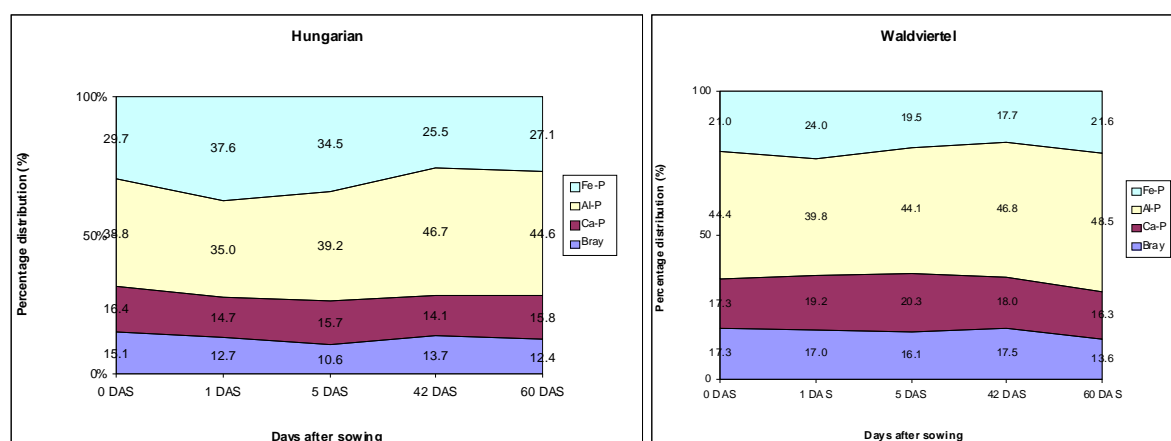 Hungarian
100%
50%
0%
Percentage distribution (%)
29.7 37.6 34.5 25.5 27.1
38.8 35.0 39.2 46.7 44.6
16.4 14.7 15.7 14.1 15.8
15.1 12.7 10.6 13.7 12.4
0 DAS 1 DAS 5 DAS 42 DAS 60 DAS
Days after sowing
Fe-P
Al-P
Ca-P
Bray
Waldviertel
100
50
0
Percentage distribution (%)
21.0 24.0 19.5 17.7 21.6
44.4 39.8 44.1 46.8 48.5
17.3 19.2 20.3 18.0 16.3
17.3 17.0 16.1 17.5 13.6
0 DAS 1 DAS 5 DAS 42 DAS 60 DAS
Days after sowing
Fe-P
Al-P
Ca-P
Bray